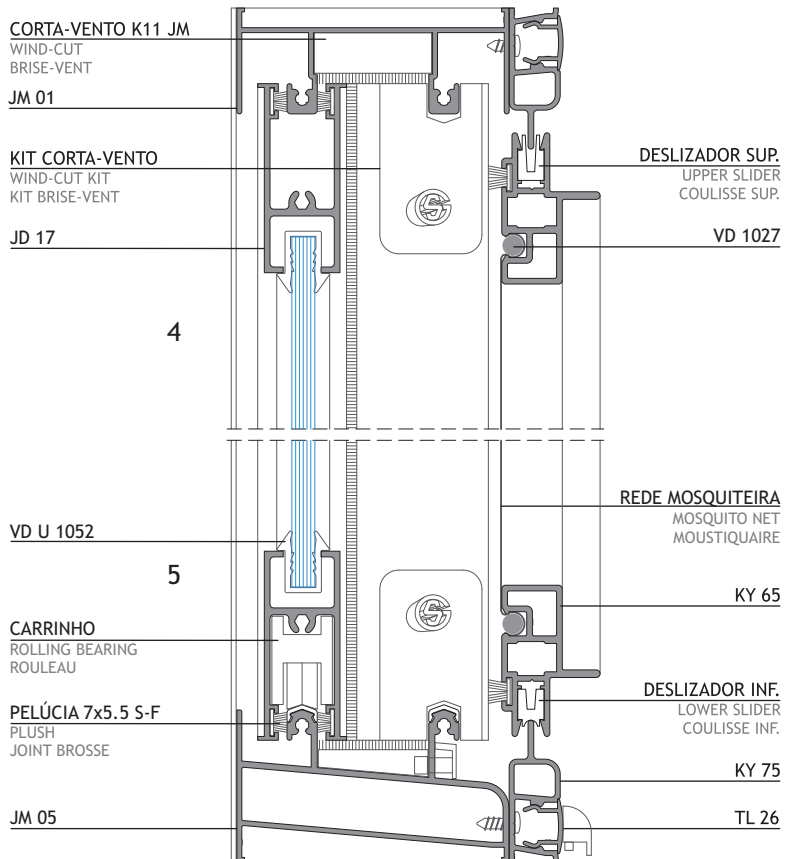 CORTA-VENTO K11 JM
WIND-CUT
BRISE-VENT
JM 01
KIT CORTA-VENTO
WIND-CUT KIT
KIT BRISE-VENT
JD 17
4
VD U 1052
5
CARRINHO
ROLLING BEARING
ROULEAU
PELÚCIA 7x5.5 S-F
PLUSH
JOINT BROSSE
JM 05
DESLIZADOR SUP.
UPPER SLIDER
COULISSE SUP.
VD 1027
REDE MOSQUITEIRA
MOSQUITO NET
MOUSTIQUAIRE
KY 65
DESLIZADOR INF.
LOWER SLIDER
COULISSE INF.
KY 75
TL 26